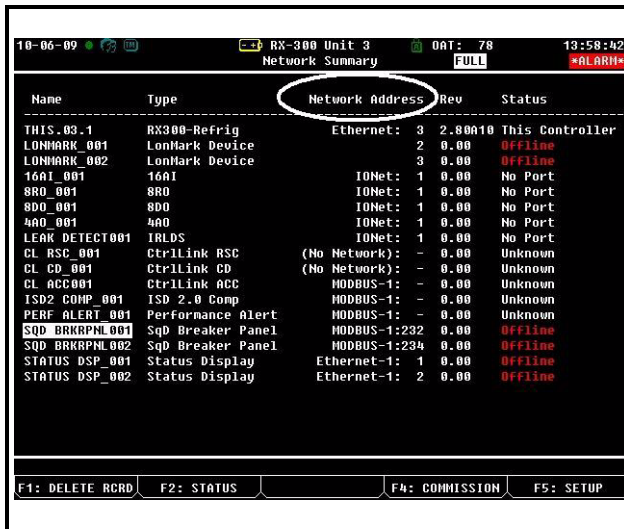 10-06-09 RX-300 Unit 3 OAT: 78 13:58:42
Network Summary FULL *ALARM*
Name Type Network Address Rev Status
THIS.03.1 RX300-Refrig Ethernet: 3 2.80A10 This Controller
LONMARK_001 LonMark Device 2 0.00 Offline
LONMARK_002 LonMark Device 3 0.00 Offline
16AI_001 16AI IONet: 1 0.00 No Port
8RO_001 8RO IONet: 1 0.00 No Port
8DO_001 8DO IONet: 1 0.00 No Port
4AO_001 4AO IONet: 1 0.00 No Port
LEAK DETECT001 IRLDS IONet: 1 0.00 No Port
CL RSC_001 CtrlLink RSC (No Network): - 0.00 Unknown
CL CD_001 CtrlLink CD (No Network): - 0.00 Unknown
CL ACC001 CtrlLink ACC MODBUS-1: - 0.00 Unknown
ISD2 COMP_001 ISD 2.0 Comp MODBUS-1: - 0.00 Unknown
PERF ALERT_001 Performance Alert MODBUS-1: - 0.00 Unknown
SQD BRKRPNL001 SqD Breaker Panel MODBUS-1:232 0.00 Offline
SQD BRKRPNL002 SqD Breaker Panel MODBUS-1:234 0.00 Offline
STATUS DSP_001 Status Display Ethernet-1: 1 0.00 Offline
STATUS DSP_002 Status Display Ethernet-1: 2 0.00 Offline
F1: DELETE RCRD F2: STATUS F4: COMMISSION F5: SETUP